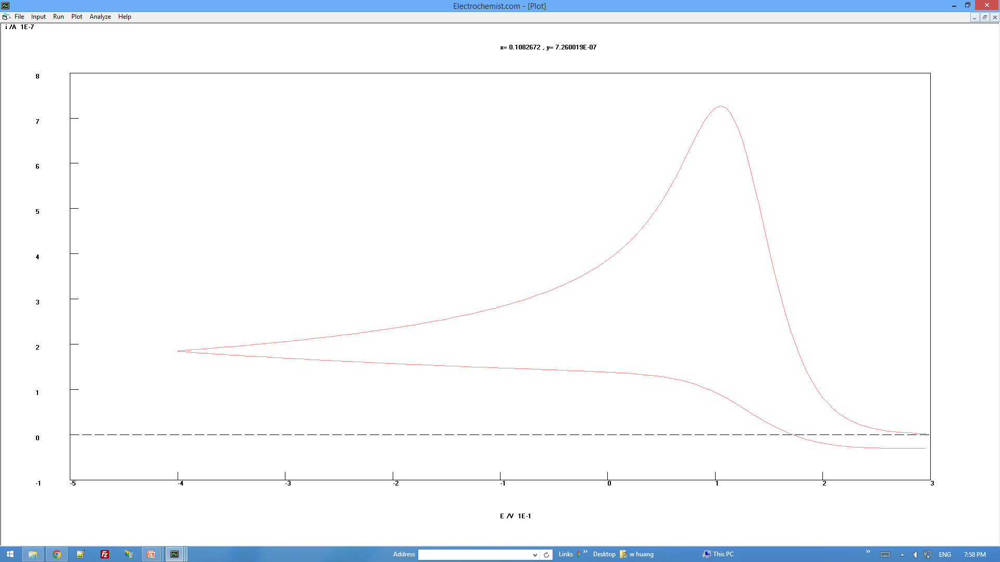 Electrochemist.com - [Plot]
File Input Run Plot Analyze Help
i /A 1E-7
x= 0.1082672 , y= 7.260019E-07
8
7
6
5
4
3
2
1
0
-1
-5 -4 -3 -2 -1 0 1 2 3
E /V 1E-1
Address Links » Desktop w huang This PC » ENG 7:58 PM